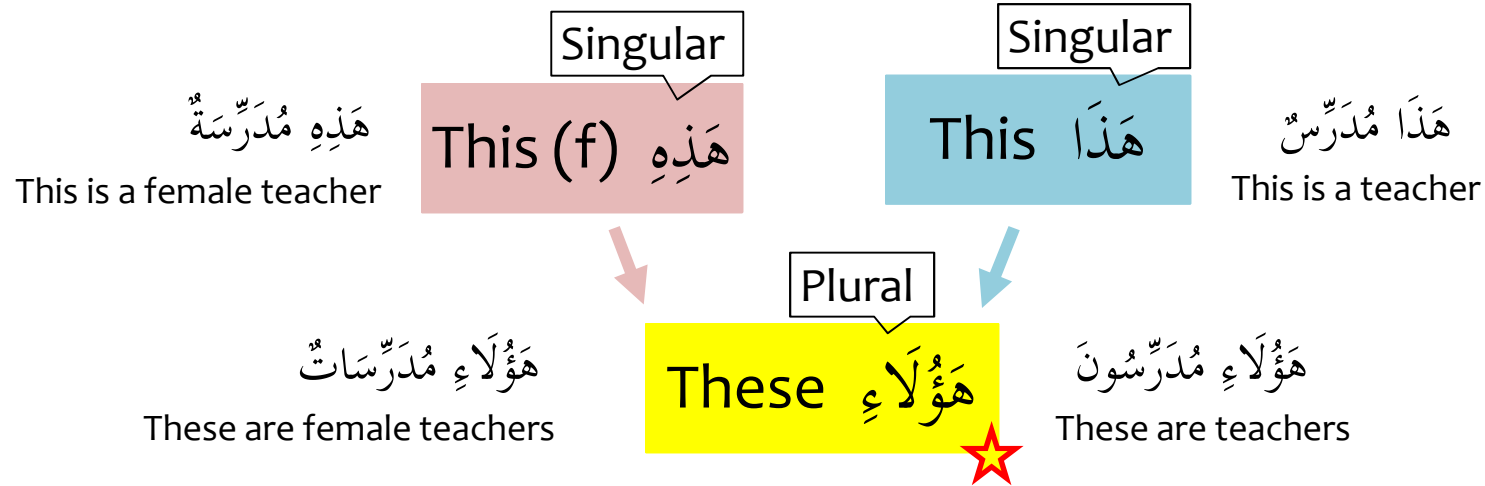 Singular
Singular
هَذِهِ مُدَرِّسَةٌ
This is a female teacher
This (f) هَذِهِ
This هَذَا
هَذَا مُدَرِّسٌ
This is a teacher
Plural
هَؤُلَاءِ مُدَرِّسَاتٌ
These are female teachers
These هَؤُلَاءِ
هَؤُلَاءِ مُدَرِّسُونَ
These are teachers